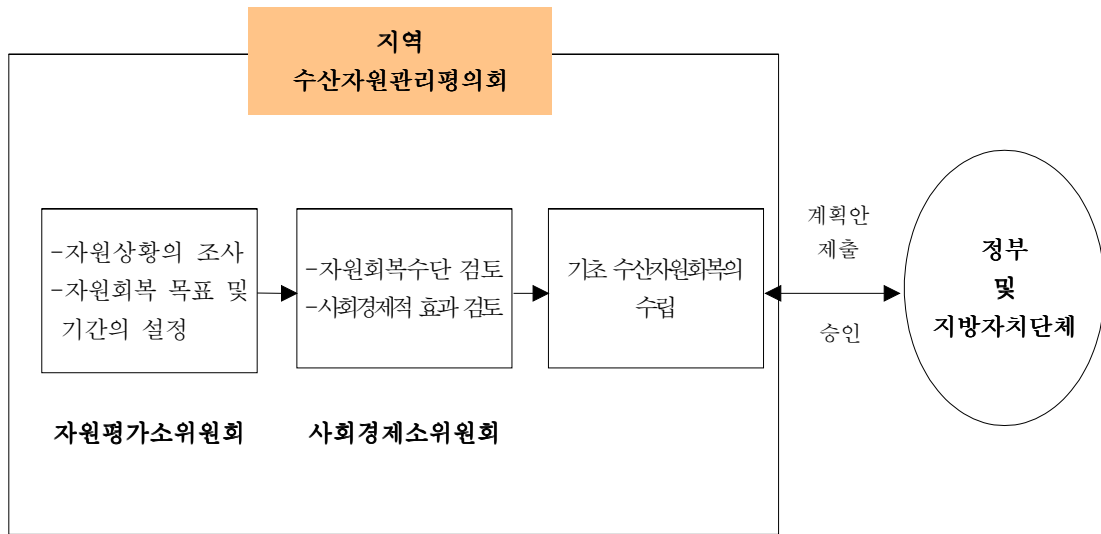 지역
수산자원관리평의회
-자원상황의 조사
-자원회복 목표 및
기간의 설정
자원평가소위원회
-자원회복수단 검토
-사회경제적 효과 검토
사회경제소위원회
기초 수산자원회복의
수립
계획안
제출
승인
정부
및
지방자치단체